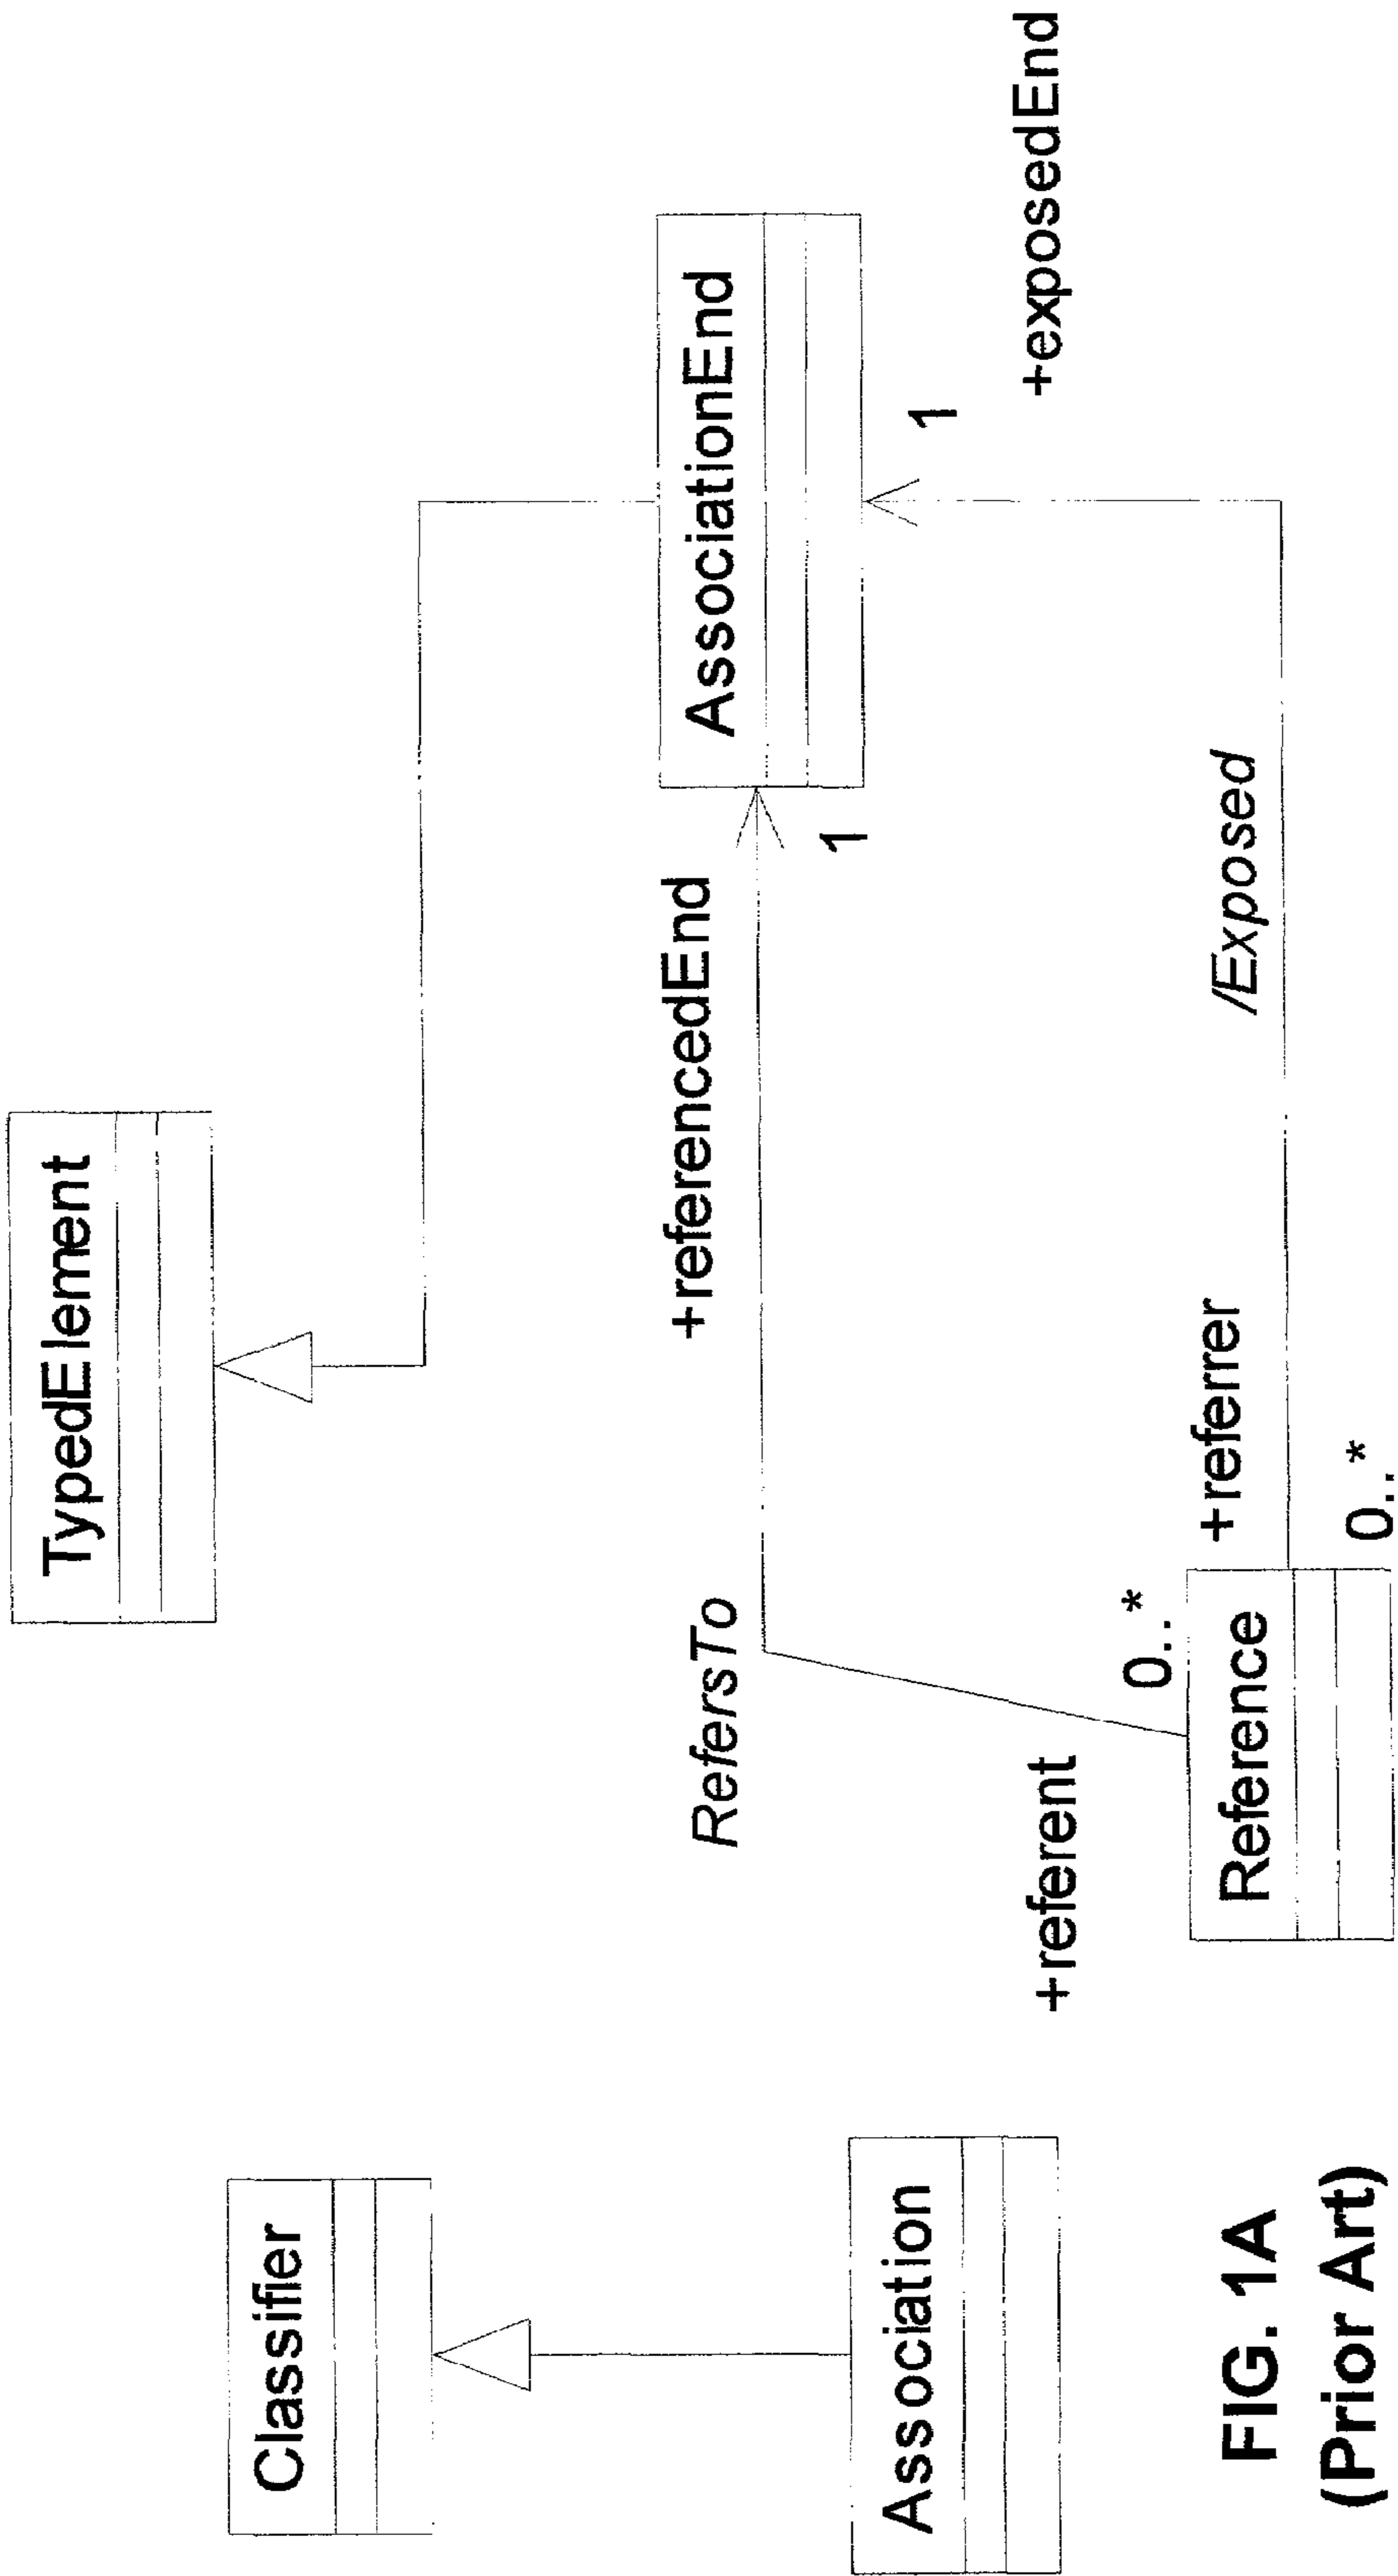 TypedElement
Classifier
RefersTo
+referencedEnd
AssociationEnd
1
1
Association
+referent
0..*
+exposedEnd
Reference
+referrer
/Exposed
0..*
FIG. 1A
(Prior Art)